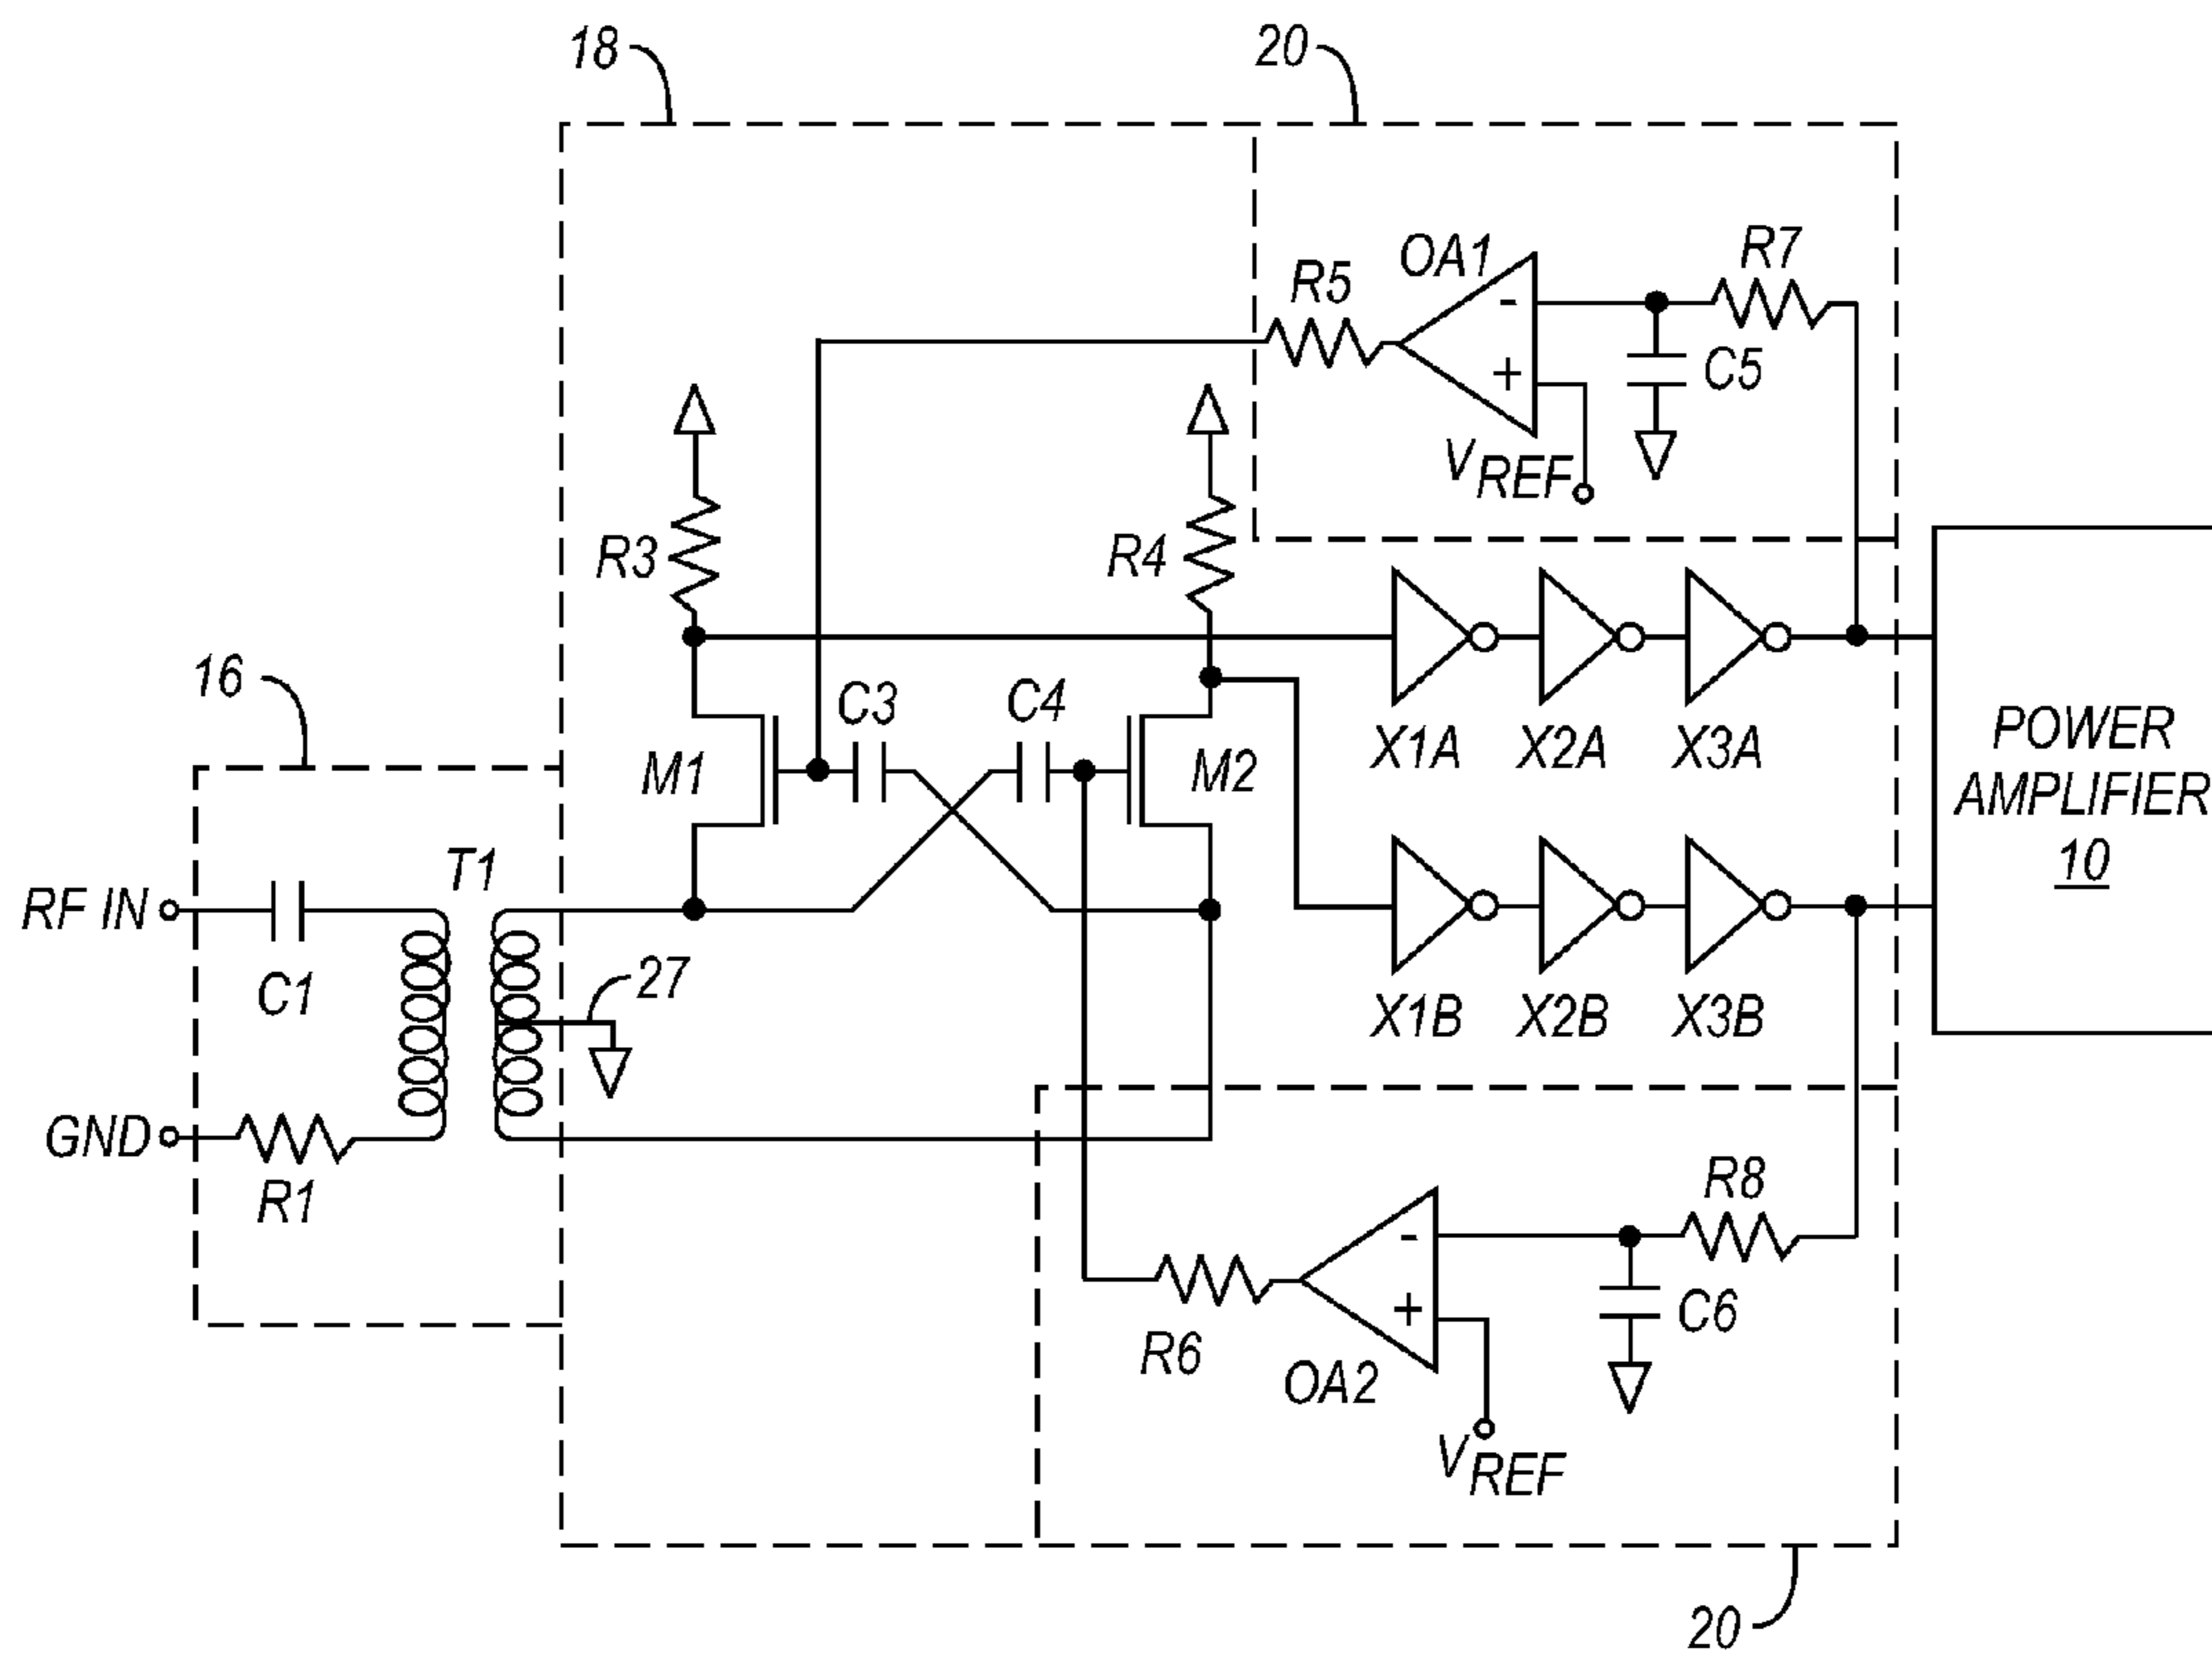 18
20
OA1
R7
R5
-
+
C5
VREF
R3
R4
16
C3
C4
M1
M2
X1A
X2A
X3A
POWER
AMPLIFIER
10
T1
RF IN
C1
27
X1B
X2B
X3B
GND
R1
R8
-
+
C6
R6
OA2
VREF
20